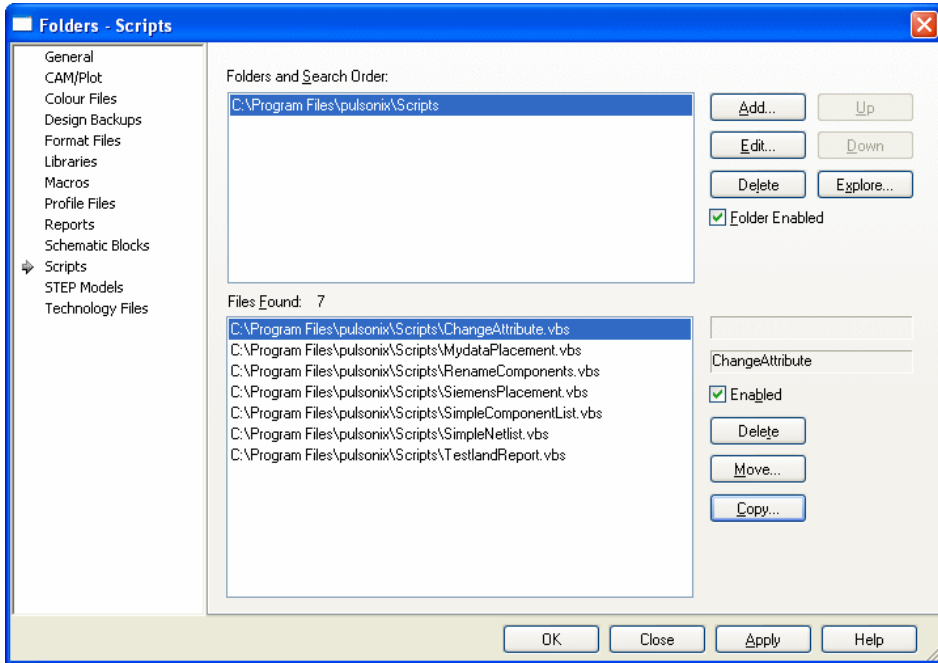 Folders - Scripts
General
CAM/Plot
Colour Files
Design Backups
Format Files
Libraries
Macros
Profile Files
Reports
Schematic Blocks
Scripts
STEP Models
Technology Files
Folders and Search Order:
C:\Program Files\pulsonix\Scripts
Add...
Up
Edit...
Down
Delete
Explore...
Folder Enabled
Files Found: 7
C:\Program Files\pulsonix\Scripts\ChangeAttribute.vbs
C:\Program Files\pulsonix\Scripts\MydataPlacement.vbs
C:\Program Files\pulsonix\Scripts\RenameComponents.vbs
C:\Program Files\pulsonix\Scripts\SiemensPlacement.vbs
C:\Program Files\pulsonix\Scripts\SimpleComponentList.vbs
C:\Program Files\pulsonix\Scripts\SimpleNetlist.vbs
C:\Program Files\pulsonix\Scripts\TestlandReport.vbs
ChangeAttribute
Enabled
Delete
Move...
Copy...
OK
Close
Apply
Help